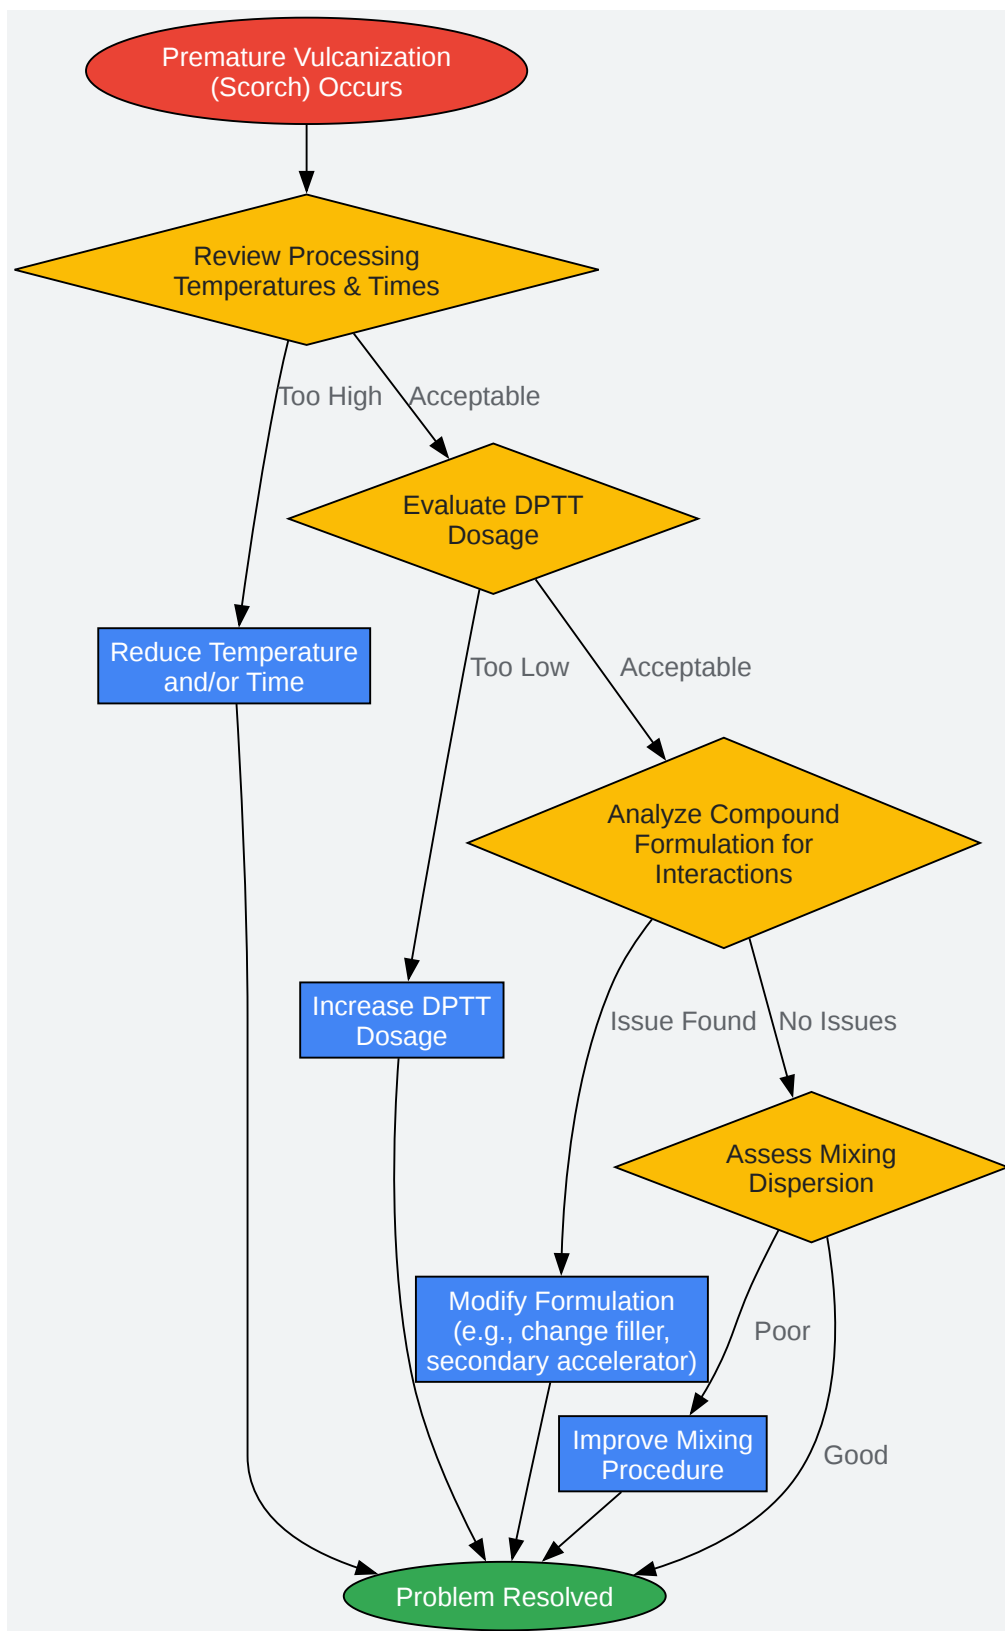 Premature Vulcanization
(Scorch) Occurs
Review Processing
Temperatures & Times
Too High
Acceptable
Evaluate DPTT
Dosage
Reduce Temperature
and/or Time
Too Low
Acceptable
Analyze Compound
Formulation for
Interactions
Increase DPTT
Dosage
Issue Found
No Issues
Assess Mixing
Dispersion
Modify Formulation
(e.g., change filler,
secondary accelerator)
Poor
Improve Mixing
Procedure
Good
Problem Resolved